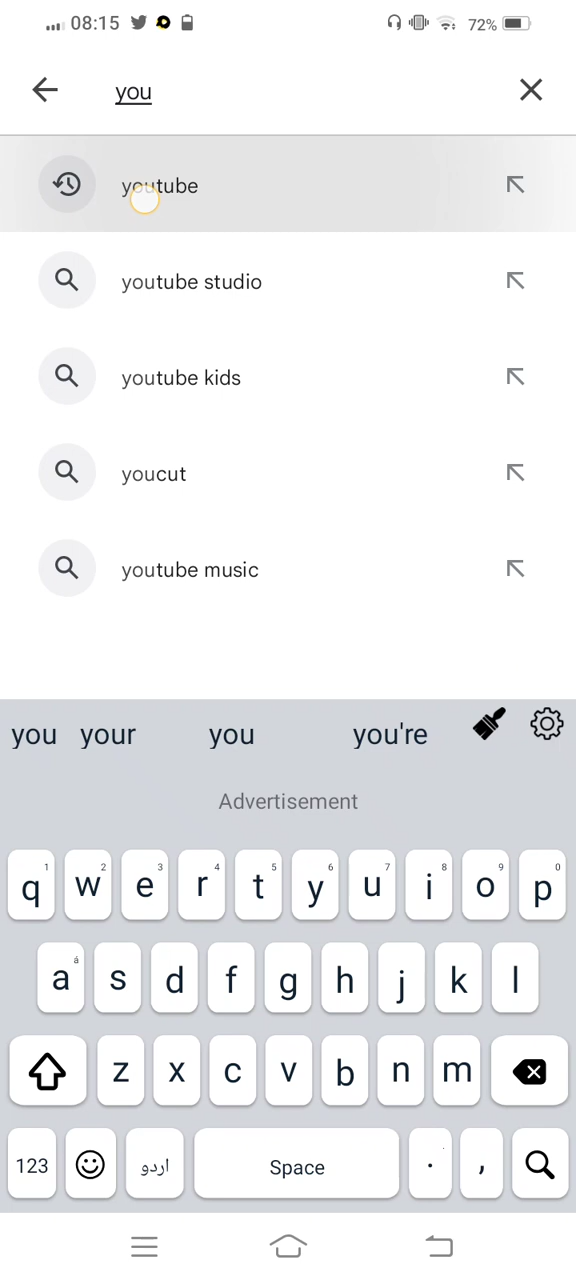 08:15 72%
you
youtube
youtube studio
youtube kids
youcut
youtube music
you your you you're
Advertisement
1 2 3 4 5 6 7 8 9 0
q w e r t y u i o p
á
a s d f g h j k l
z x c v b n m
123 اردو Space . ,